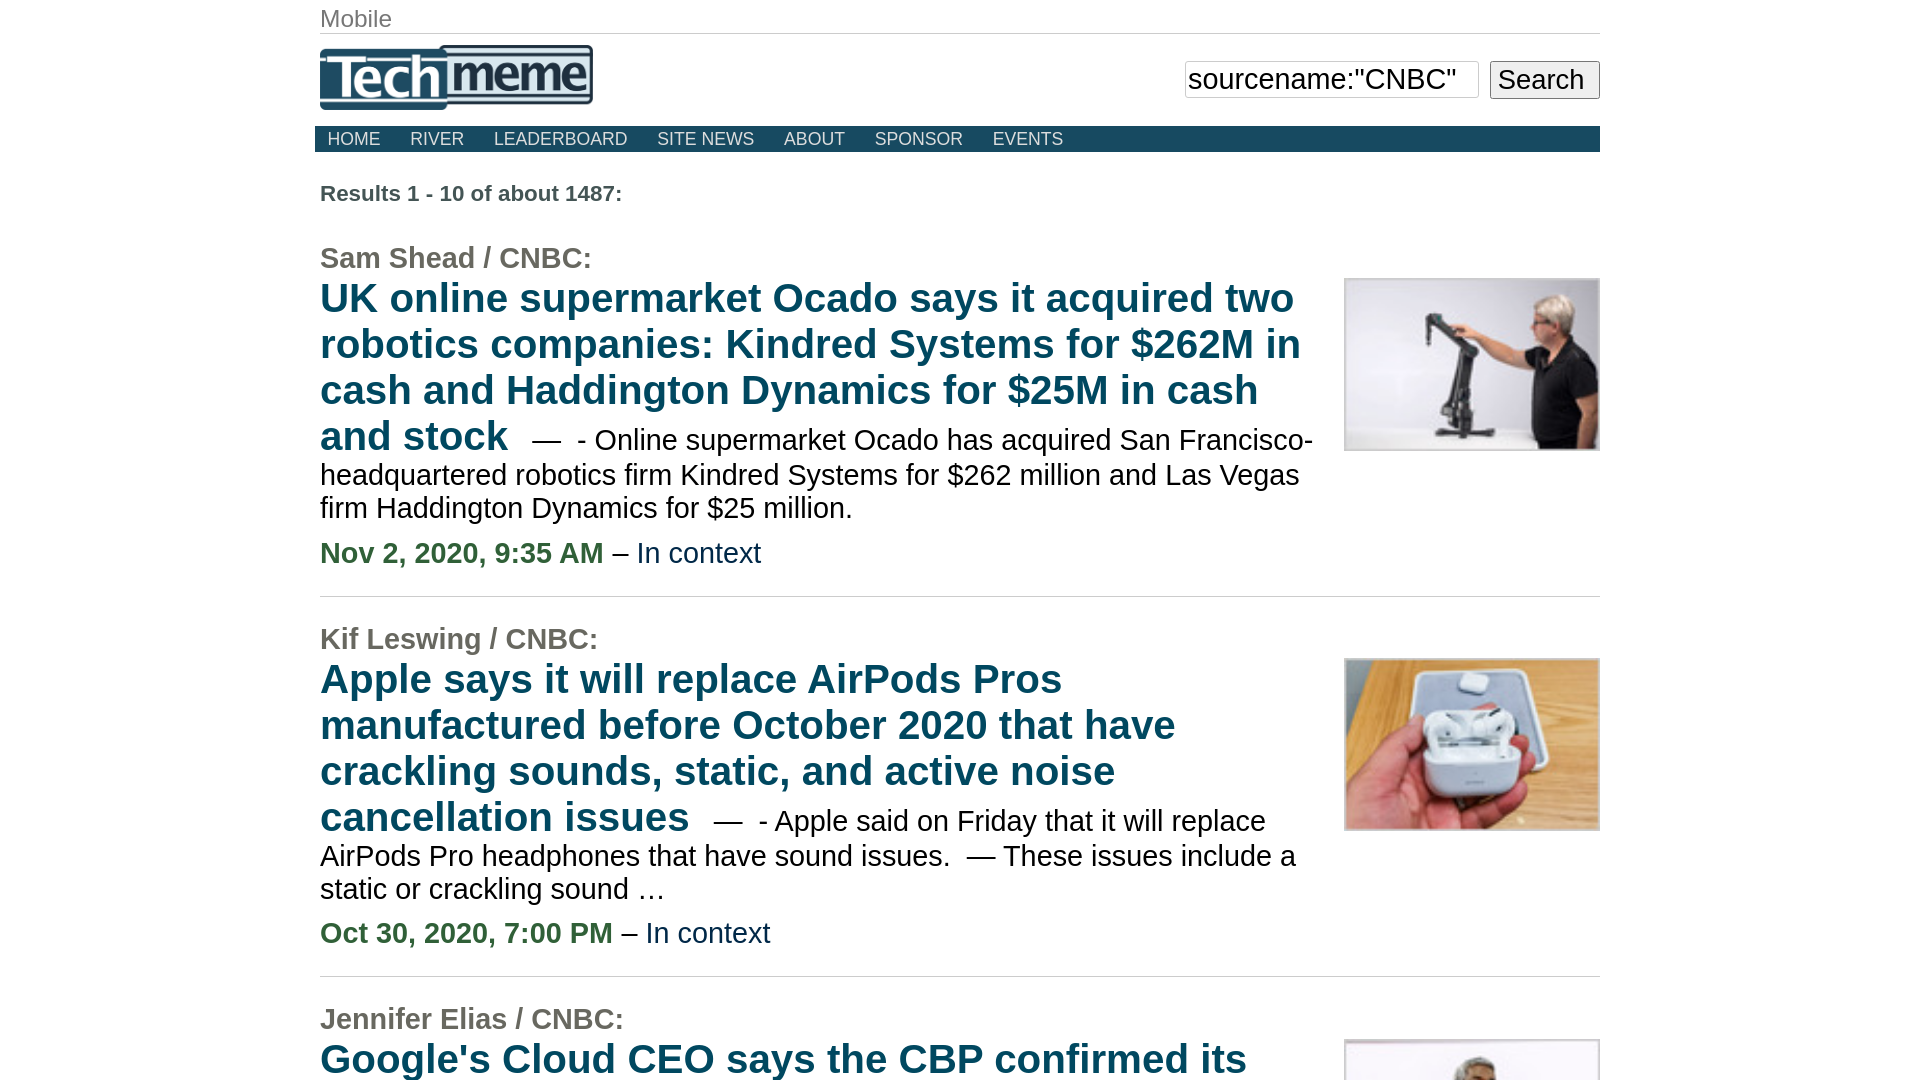 Mobile
Techmeme
sourcename:"CNBC"
Search
HOME RIVER LEADERBOARD SITE NEWS ABOUT SPONSOR EVENTS
Results 1 - 10 of about 1487:
Sam Shead / CNBC:
UK online supermarket Ocado says it acquired two
robotics companies: Kindred Systems for $262M in
cash and Haddington Dynamics for $25M in cash
and stock — - Online supermarket Ocado has acquired San Francisco-
headquartered robotics firm Kindred Systems for $262 million and Las Vegas
firm Haddington Dynamics for $25 million.
Nov 2, 2020, 9:35 AM – In context
Kif Leswing / CNBC:
Apple says it will replace AirPods Pros
manufactured before October 2020 that have
crackling sounds, static, and active noise
cancellation issues — - Apple said on Friday that it will replace
AirPods Pro headphones that have sound issues. — These issues include a
static or crackling sound …
Oct 30, 2020, 7:00 PM – In context
Jennifer Elias / CNBC:
Google's Cloud CEO says the CBP confirmed its